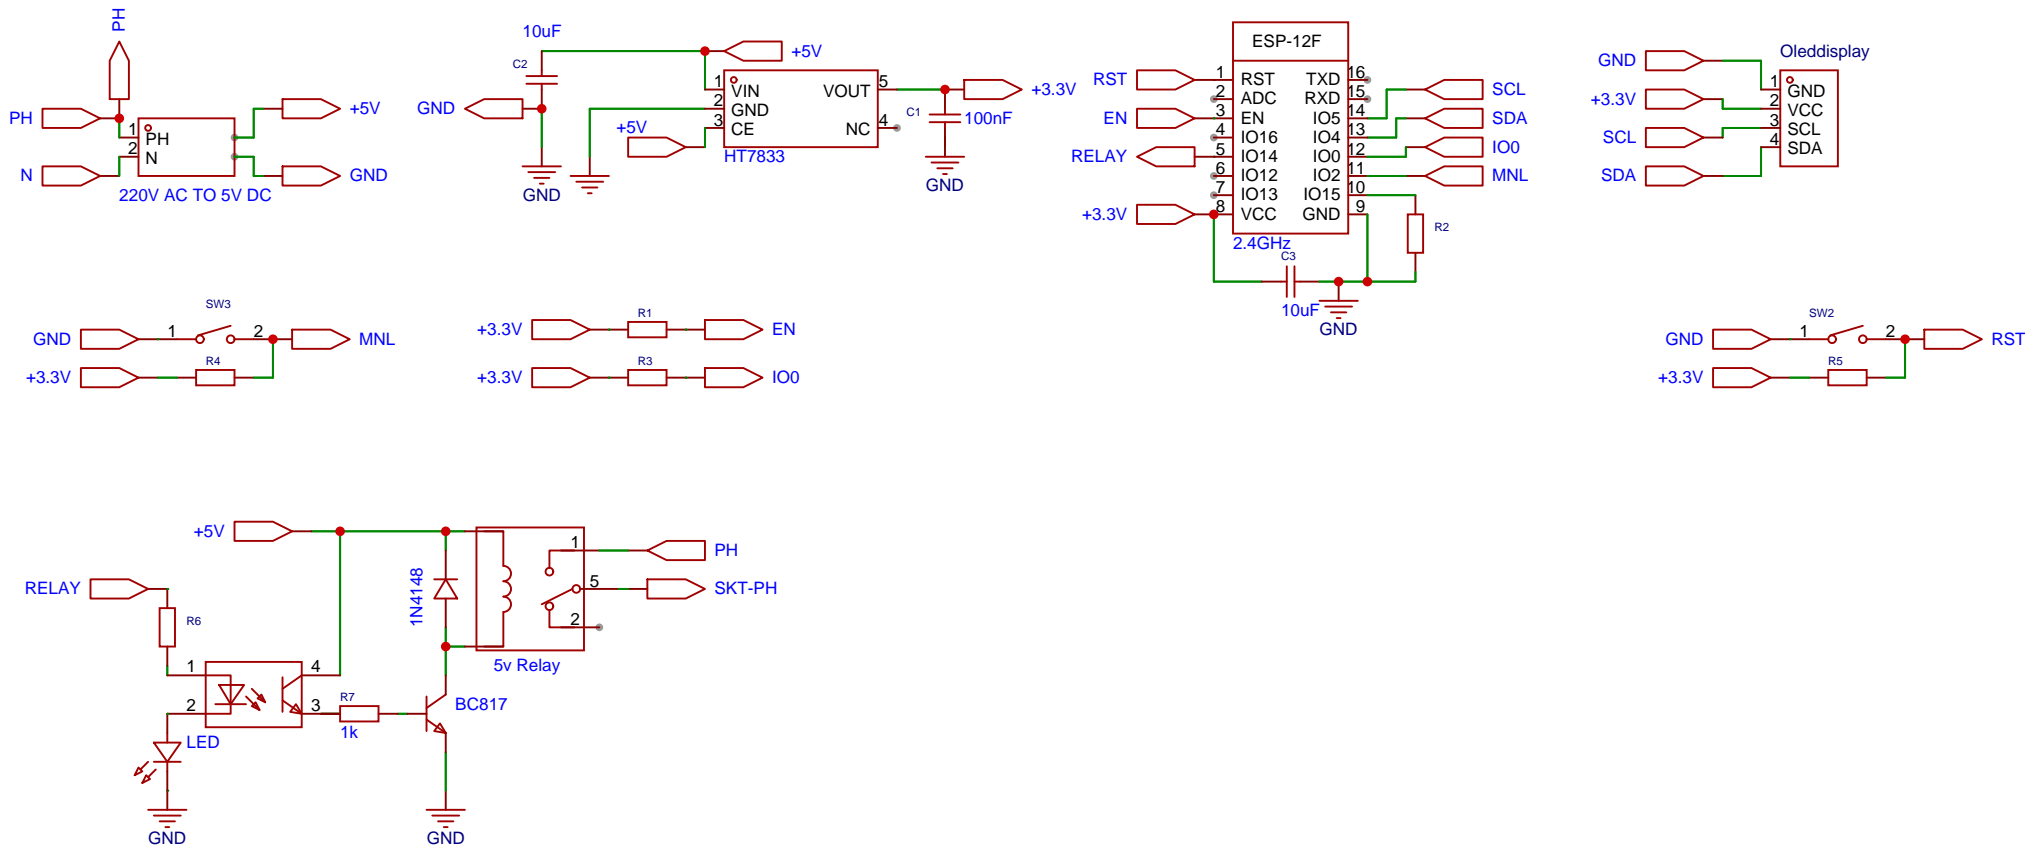 PH
PH
N
1
2
PH
N
+5V
GND
220V AC TO 5V DC
10uF
C2
GND
GND
+5V
+5V
1
2
3
VIN
GND
CE
VOUT
NC
5
4
HT7833
+3.3V
C1
100nF
GND
ESP-12F
RST
EN
RELAY
+3.3V
1
2
3
4
5
6
7
8
RST
ADC
EN
IO16
IO14
IO12
IO13
VCC
TXD
RXD
IO5
IO4
IO0
IO2
IO15
GND
16
15
14
13
12
11
10
9
SCL
SDA
IO0
MNL
R2
2.4GHz
C3
10uF
GND
Oleddisplay
GND
+3.3V
SCL
SDA
1
2
3
4
GND
VCC
SCL
SDA
SW3
GND
1
2
MNL
+3.3V
R4
+3.3V
R1
EN
+3.3V
R3
IO0
SW2
GND
1
2
RST
+3.3V
R5
+5V
RELAY
R6
1
2
4
3
LED
GND
R7
1k
1N4148
BC817
GND
1
5
2
PH
SKT-PH
5v Relay